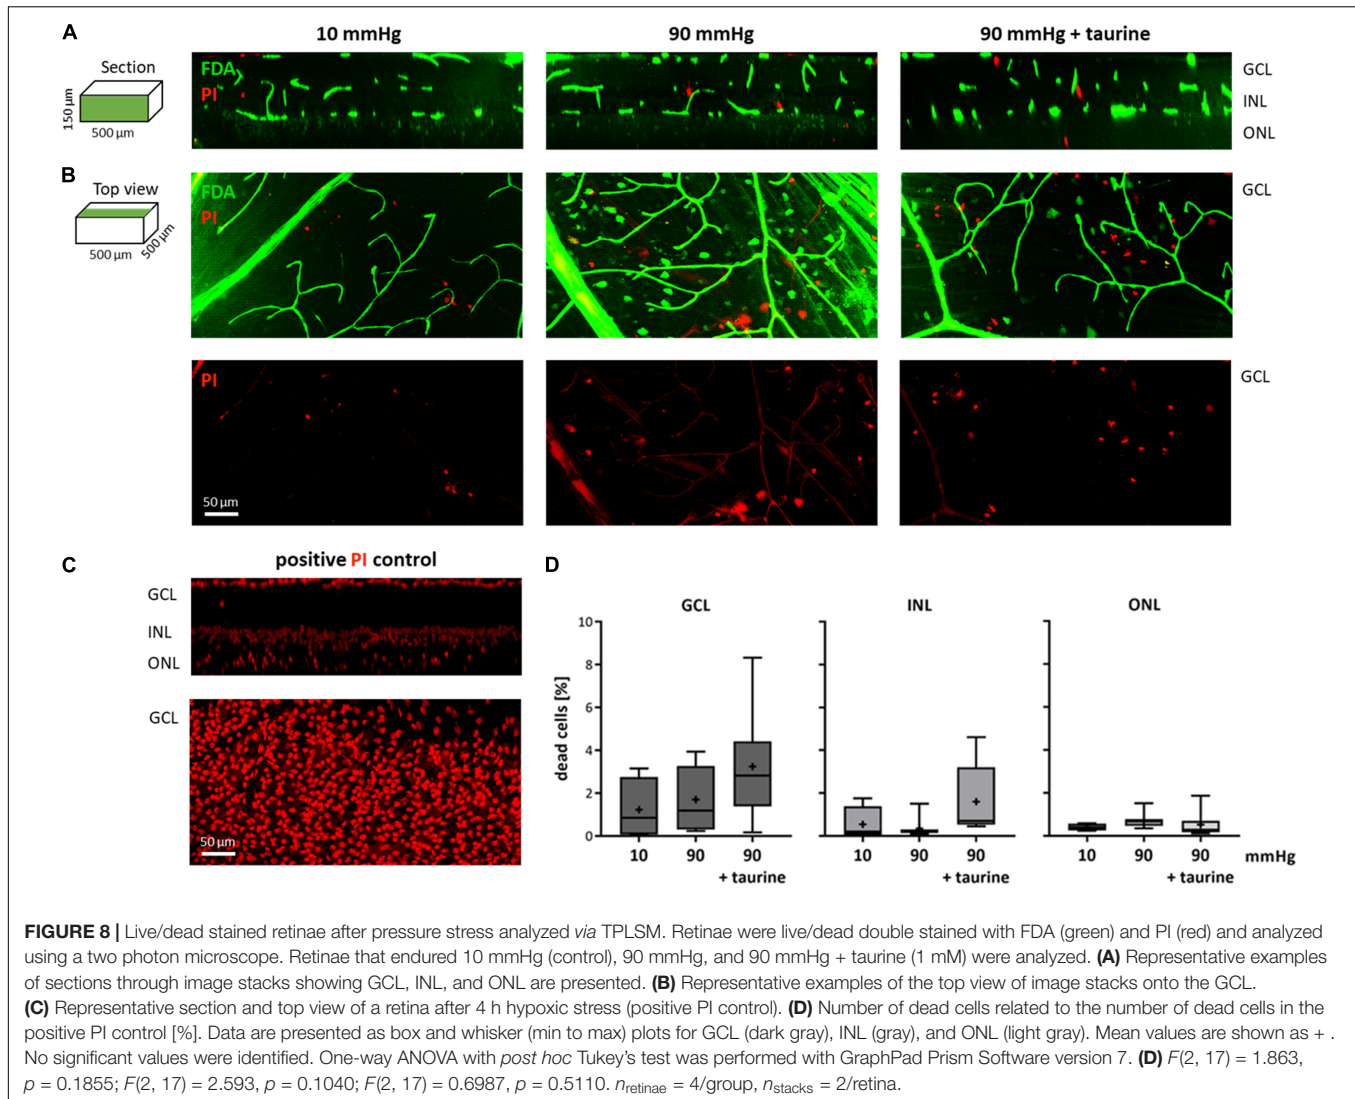 A
10 mmHg
90 mmHg
90 mmHg + taurine
Section
150 µm
500 µm
FDA
PI
GCL
INL
ONL
B
Top view
500 µm
500 µm
FDA
PI
GCL
PI
50 µm
GCL
C
positive PI control
GCL
INL
ONL
GCL
50 µm
D
GCL
INL
ONL
dead cells [%]
10
8
6
4
2
0
10
90
90
+ taurine
10
90
90
+ taurine
10
90
90
+ taurine
mmHg
FIGURE 8 | Live/dead stained retinae after pressure stress analyzed via TPLSM. Retinae were live/dead double stained with FDA (green) and PI (red) and analyzed
using a two photon microscope. Retinae that endured 10 mmHg (control), 90 mmHg, and 90 mmHg + taurine (1 mM) were analyzed. (A) Representative examples
of sections through image stacks showing GCL, INL, and ONL are presented. (B) Representative examples of the top view of image stacks onto the GCL.
(C) Representative section and top view of a retina after 4 h hypoxic stress (positive PI control). (D) Number of dead cells related to the number of dead cells in the
positive PI control [%]. Data are presented as box and whisker (min to max) plots for GCL (dark gray), INL (gray), and ONL (light gray). Mean values are shown as + .
No significant values were identified. One-way ANOVA with post hoc Tukey's test was performed with GraphPad Prism Software version 7. (D) F(2, 17) = 1.863,
p = 0.1855; F(2, 17) = 2.593, p = 0.1040; F(2, 17) = 0.6987, p = 0.5110. nretinae = 4/group, nstacks = 2/retina.